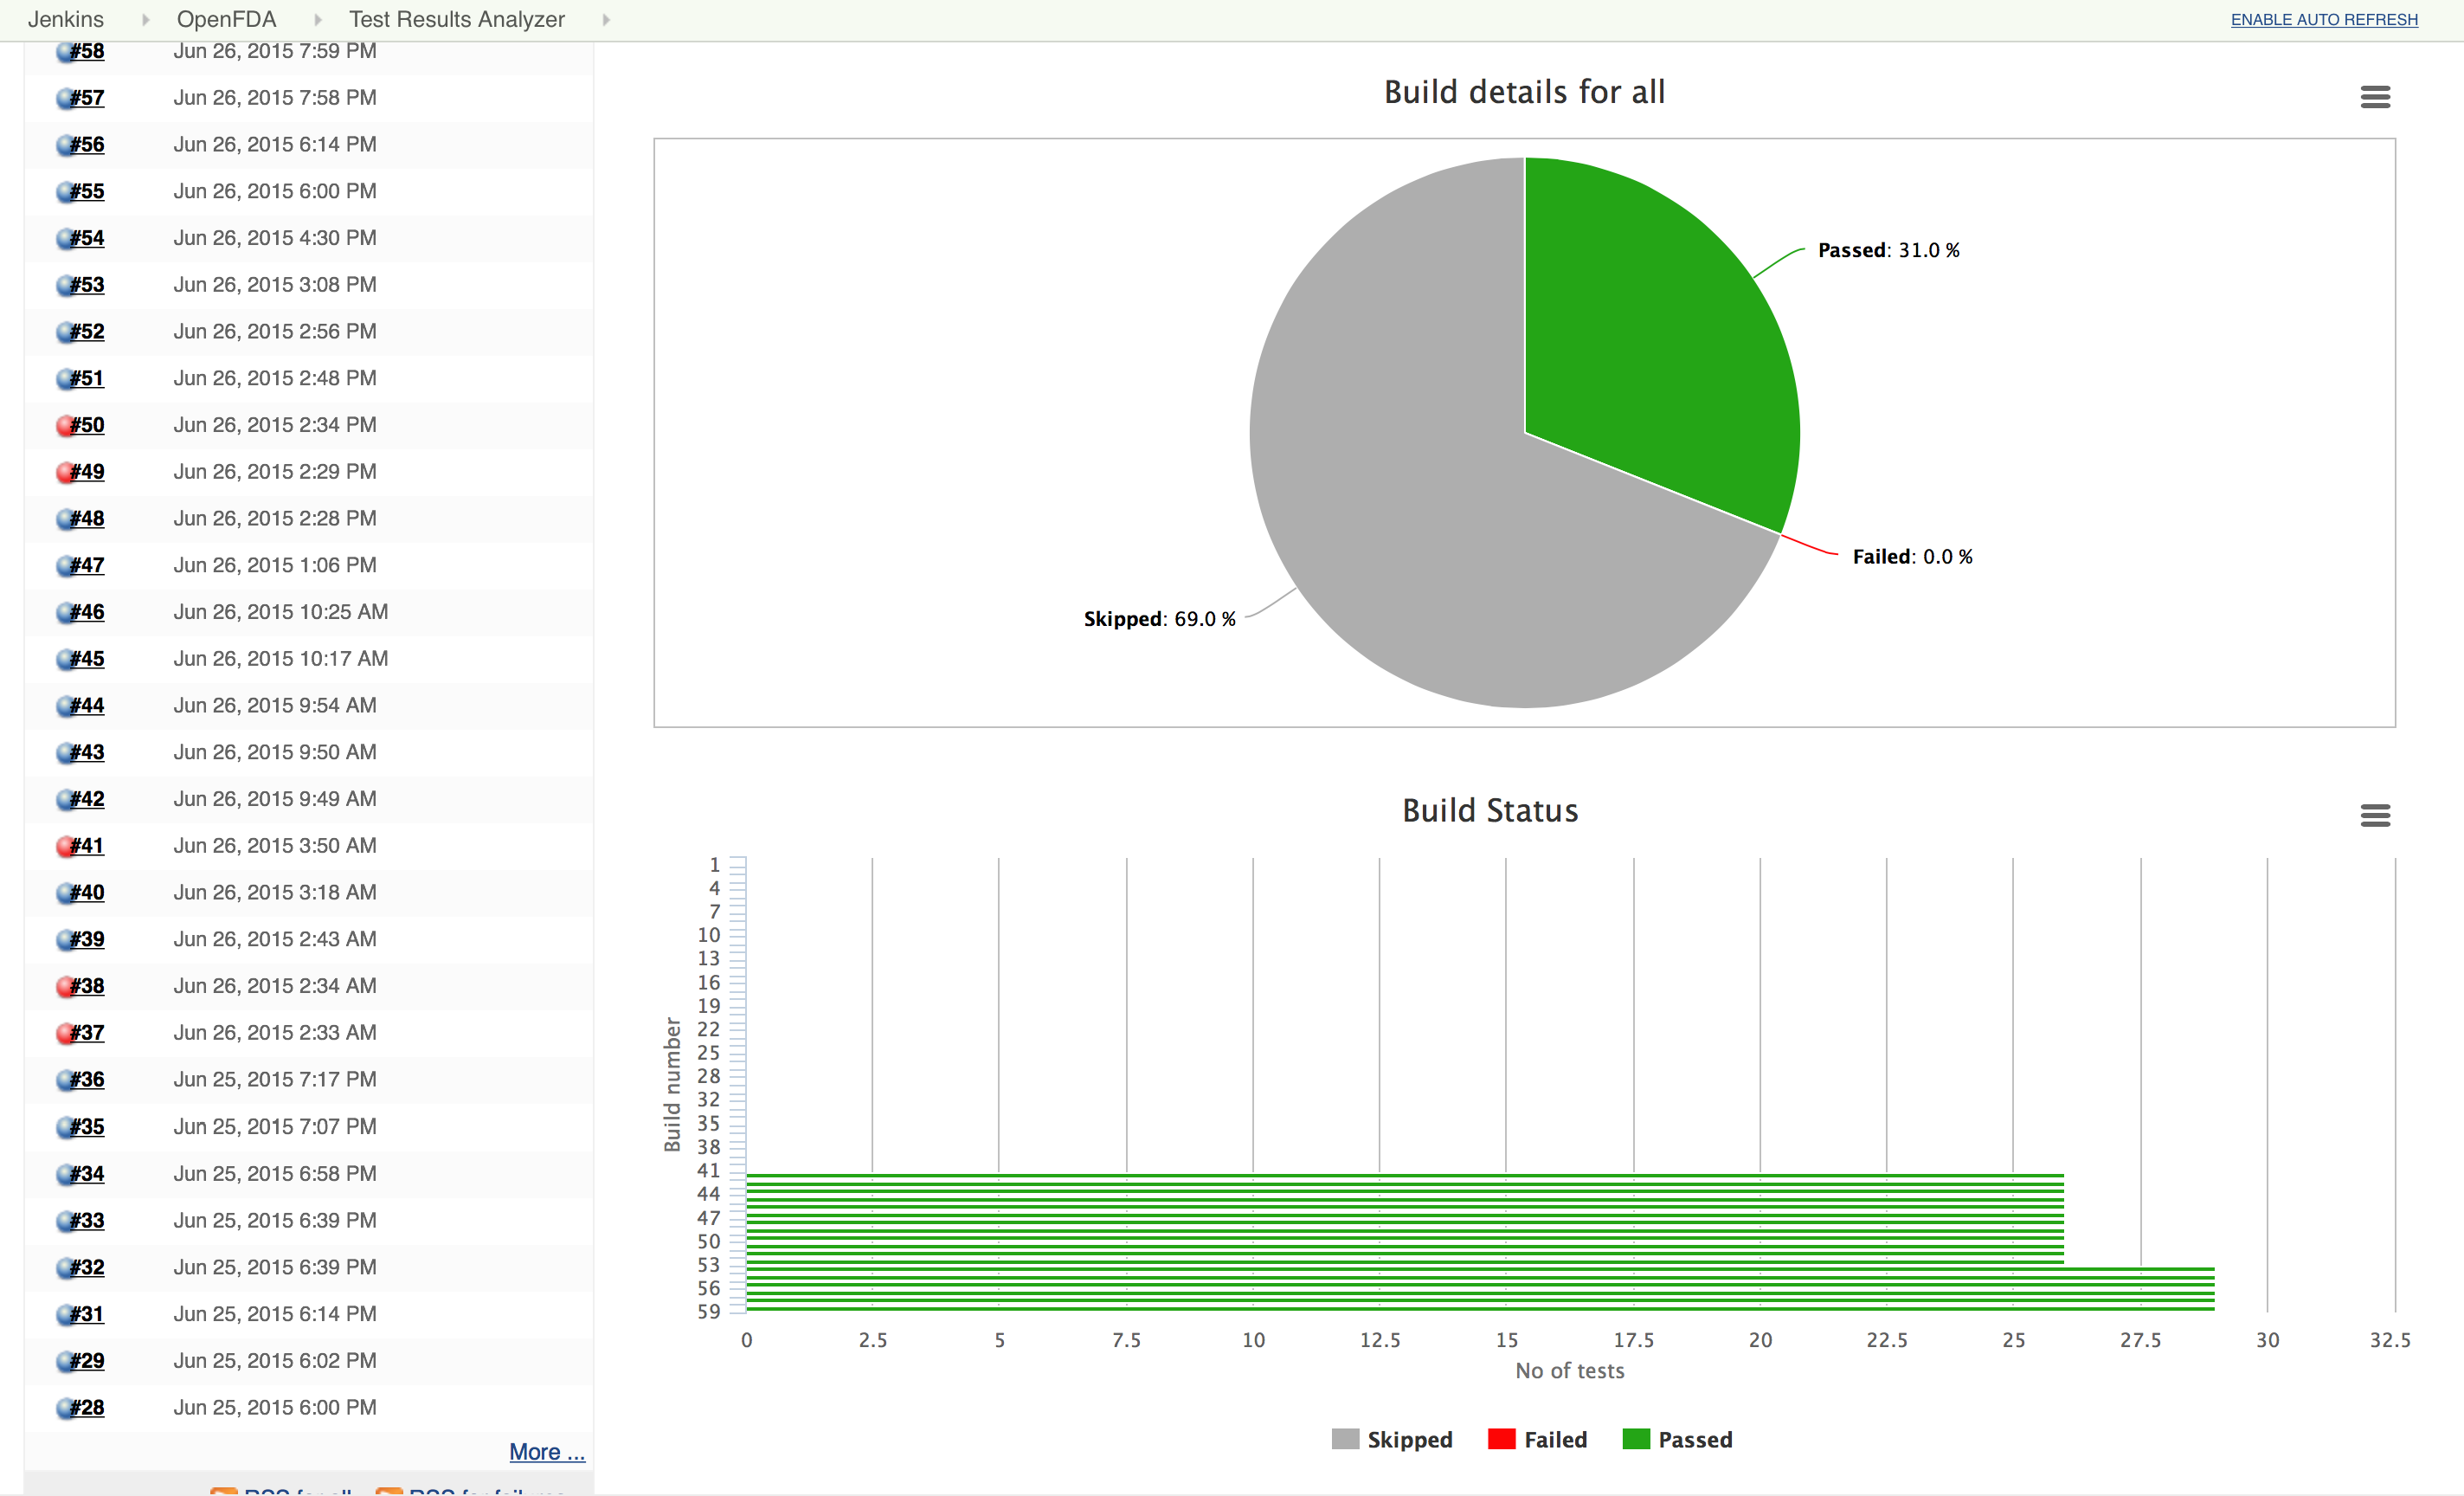 Jenkins OpenFDA Test Results Analyzer ENABLE AUTO REFRESH
#58 Jun 26, 2015 7:59 PM
#57 Jun 26, 2015 7:58 PM
#56 Jun 26, 2015 6:14 PM
#55 Jun 26, 2015 6:00 PM
#54 Jun 26, 2015 4:30 PM
#53 Jun 26, 2015 3:08 PM
#52 Jun 26, 2015 2:56 PM
#51 Jun 26, 2015 2:48 PM
#50 Jun 26, 2015 2:34 PM
#49 Jun 26, 2015 2:29 PM
#48 Jun 26, 2015 2:28 PM
#47 Jun 26, 2015 1:06 PM
#46 Jun 26, 2015 10:25 AM
#45 Jun 26, 2015 10:17 AM
#44 Jun 26, 2015 9:54 AM
#43 Jun 26, 2015 9:50 AM
#42 Jun 26, 2015 9:49 AM
#41 Jun 26, 2015 3:50 AM
#40 Jun 26, 2015 3:18 AM
#39 Jun 26, 2015 2:43 AM
#38 Jun 26, 2015 2:34 AM
#37 Jun 26, 2015 2:33 AM
#36 Jun 25, 2015 7:17 PM
#35 Jun 25, 2015 7:07 PM
#34 Jun 25, 2015 6:58 PM
#33 Jun 25, 2015 6:39 PM
#32 Jun 25, 2015 6:39 PM
#31 Jun 25, 2015 6:14 PM
#29 Jun 25, 2015 6:02 PM
#28 Jun 25, 2015 6:00 PM
More ...
RSS for all RSS for failures
Build details for all
Passed: 31.0 %
Failed: 0.0 %
Skipped: 69.0 %
Build Status
Build number
1
4
7
10
13
16
19
22
25
28
32
35
38
41
44
47
50
53
56
59
0 2.5 5 7.5 10 12.5 15 17.5 20 22.5 25 27.5 30 32.5
No of tests
Skipped Failed Passed